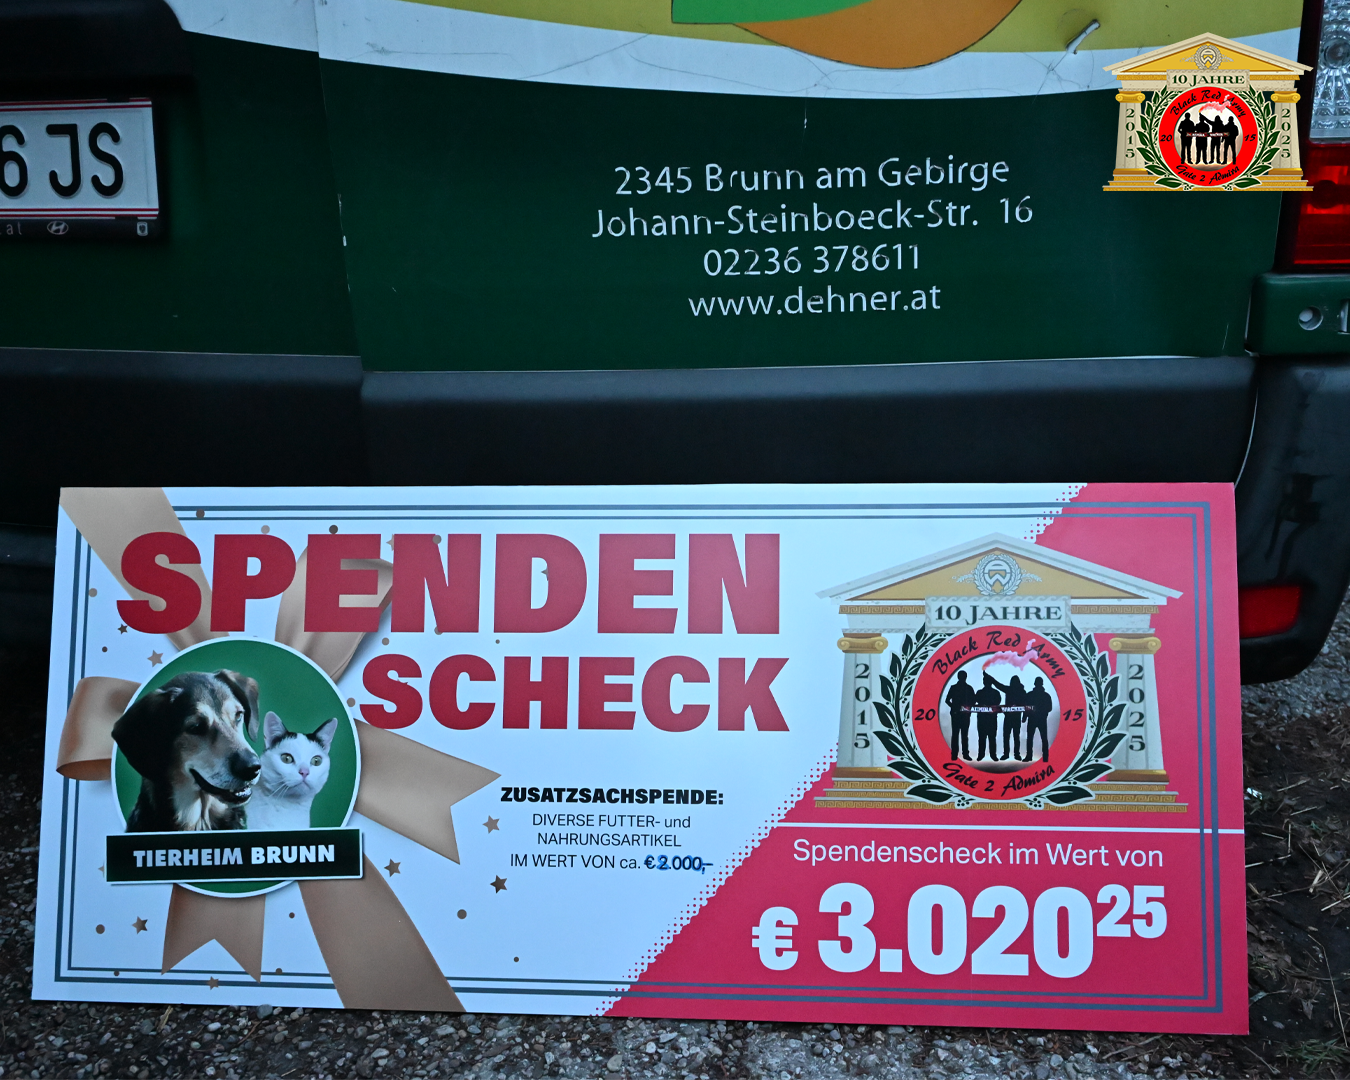 6 JS
.at
2345 Brunn am Gebirge
Johann-Steinboeck-Str. 16
02236 378611
www.dehner.at
10 JAHRE
2015
2025
Black Red Army
20 15
Gate 2 Admira
SPENDEN
SCHECK
TIERHEIM BRUNN
ZUSATZSACHSPENDE:
DIVERSE FUTTER- und
NAHRUNGSARTIKEL
IM WERT VON ca. € 2.000,-
10 JAHRE
2015
2025
Black Red Army
20 15
ADMIRA WACKER
Gate 2 Admira
Spendenscheck im Wert von
€ 3.020 25